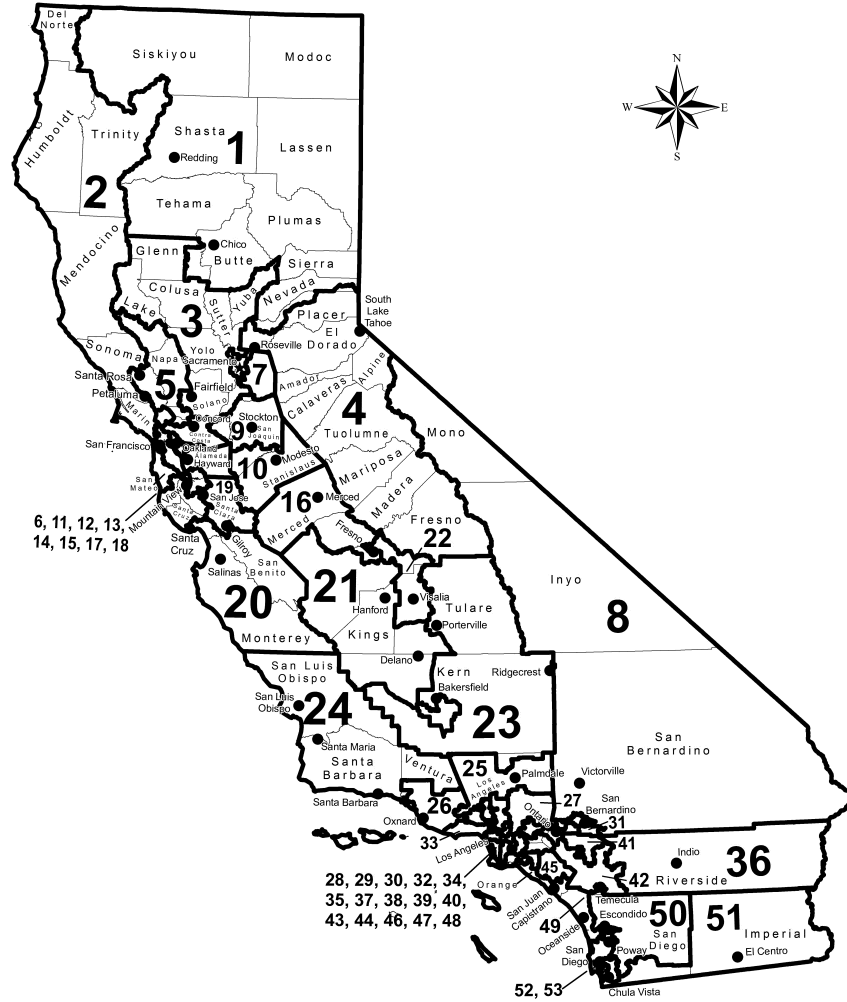 Del
Norte
Siskiyou
Modoc
N
W
E
S
Humboldt
Trinity
Shasta
1
Lassen
Redding
2
Tehama
Plumas
Mendocino
Glenn
Chico
Butte
Sierra
Colusa
Lake
Sutter
Yuba
Nevada
3
Placer
South
Lake
Tahoe
El
Dorado
Sonoma
Napa
Yolo
Sacramento
Roseville
7
Alpine
Santa Rosa
5
Petaluma
Fairfield
Solano
Amador
Calaveras
4
Marin
Concord
Contra
Costa
9
Stockton
San
Joaquin
Tuolumne
Mono
San Francisco
Oakland
Alameda
Hayward
10
Modesto
Stanislaus
Mariposa
San
Mateo
Mountain View
19
San Jose
Santa
Clara
Santa
Cruz
16
Merced
Merced
Madera
6, 11, 12, 13,
14, 15, 17, 18
Santa
Cruz
Gilroy
Fresno
Fresno
22
Salinas
San
Benito
20
21
Hanford
Visalia
Tulare
Inyo
8
Monterey
Kings
Porterville
Delano
San Luis
Obispo
Kern
Ridgecrest
Bakersfield
San Luis
Obispo
24
23
Santa Maria
Santa
Barbara
Ventura
San
Bernardino
25
Los
Angeles
Palmdale
Victorville
Santa Barbara
26
27
San
Bernardino
Oxnard
Ontario
31
33
Los Angeles
41
45
Indio
36
Riverside
28, 29, 30, 32, 34,
35, 37, 38, 39, 40,
43, 44, 46, 47, 48
Orange
42
San Juan
Capistrano
49
Temecula
Escondido
50
51
Oceanside
San
Diego
Imperial
San
Diego
Poway
El Centro
52, 53
Chula Vista